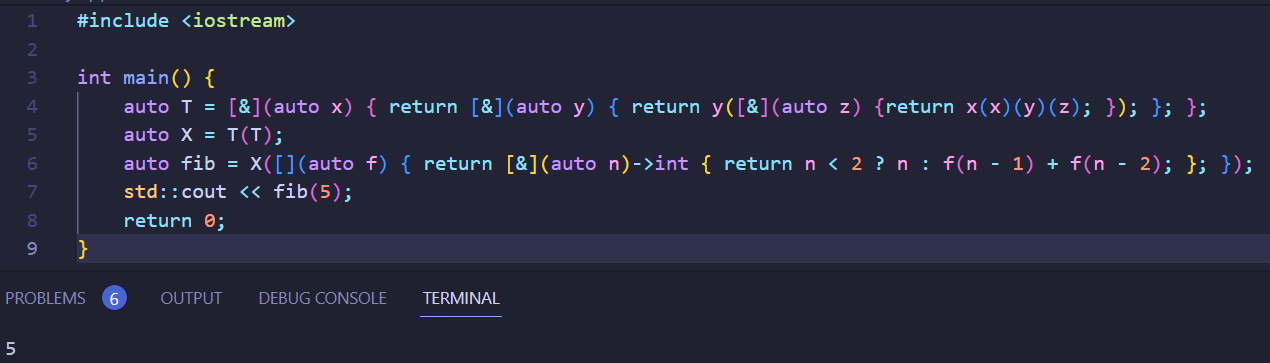 1 #include <iostream>
2
3 int main() {
4 auto T = [&](auto x) { return [&](auto y) { return y([&](auto z) {return x(x)(y)(z); }); }; };
5 auto X = T(T);
6 auto fib = X([](auto f) { return [&](auto n)->int { return n < 2 ? n : f(n - 1) + f(n - 2); }; });
7 std::cout << fib(5);
8 return 0;
9 }
PROBLEMS 6 OUTPUT DEBUG CONSOLE TERMINAL
5